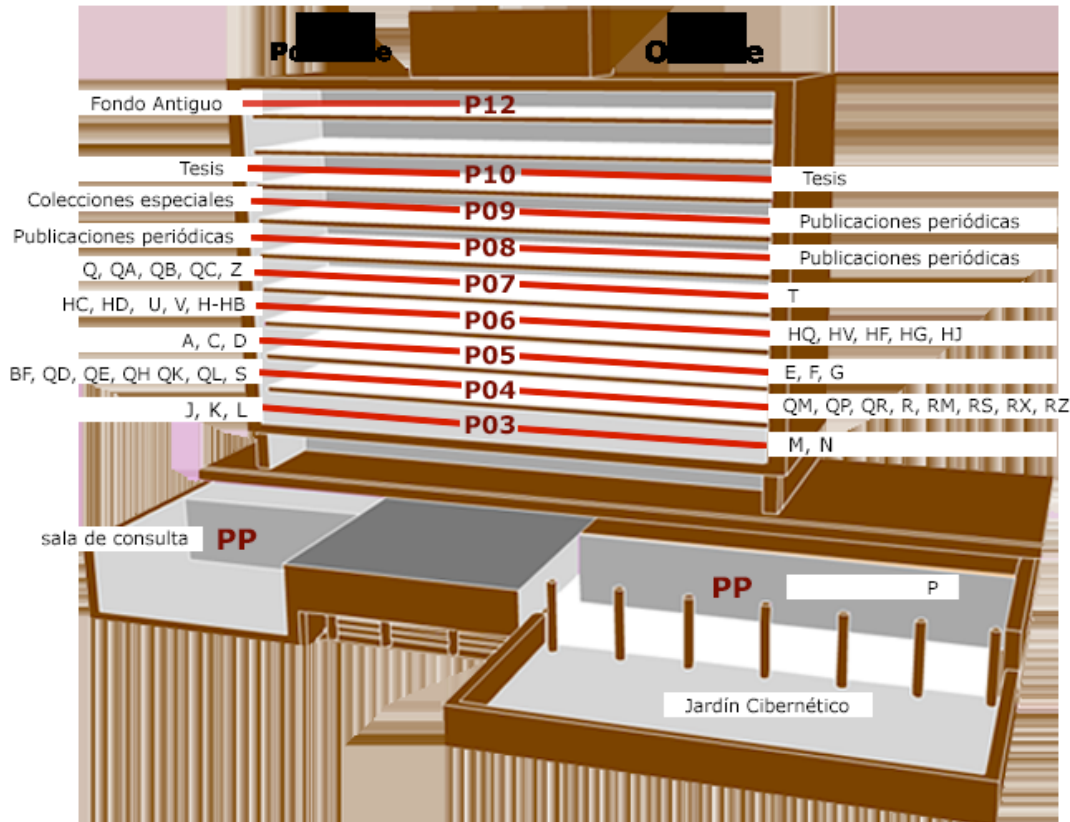 Fondo Antiguo P12
Tesis P10 Tesis
Colecciones especiales P09 Publicaciones periódicas
Publicaciones periódicas P08 Publicaciones periódicas
Q, QA, QB, QC, Z P07 T
HC, HD, U, V, H-HB P06 HQ, HV, HF, HG, HJ
A, C, D P05 E, F, G
BF, QD, QE, QH QK, QL, S P04 QM, QP, QR, R, RM, RS, RX, RZ
J, K, L P03 M, N
sala de consulta PP
PP P
Jardín Cibernético